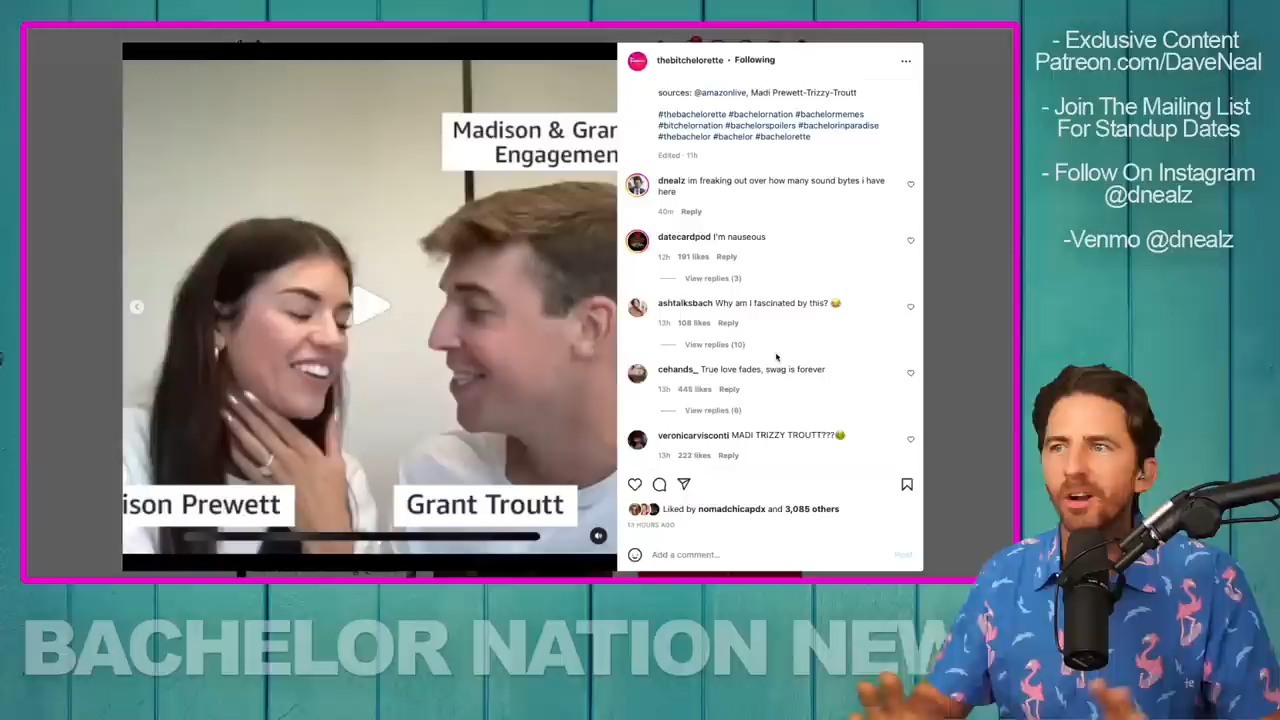 thebitchelorette • Following
sources: @amazonlive, Madi Prewett-Trizzy-Troutt
#thebachelorette #bachelornation #bachelormemes
#bitchelornation #bachelorspoilers #bachelorinparadise
#thebachelor #bachelor #bachelorette
Edited · 11h
dnealz im freaking out over how many sound bytes i have
here
40m Reply
datecardpod I'm nauseous
12h 191 likes Reply
View replies (3)
ashtalksbach Why am I fascinated by this? 😂
13h 108 likes Reply
View replies (10)
cehands_ True love fades, swag is forever
13h 445 likes Reply
View replies (6)
veronicarvisconti MADI TRIZZY TROUTT???
13h 222 likes Reply
Liked by nomadchicapdx and 3,085 others
13 HOURS AGO
Add a comment...
Post
Madison & Gran
Engagemen
ison Prewett
Grant Troutt
- Exclusive Content
Patreon.com/DaveNeal
- Join The Mailing List
For Standup Dates
- Follow On Instagram
@dnealz
-Venmo @dnealz
BACHELOR NATION NEW